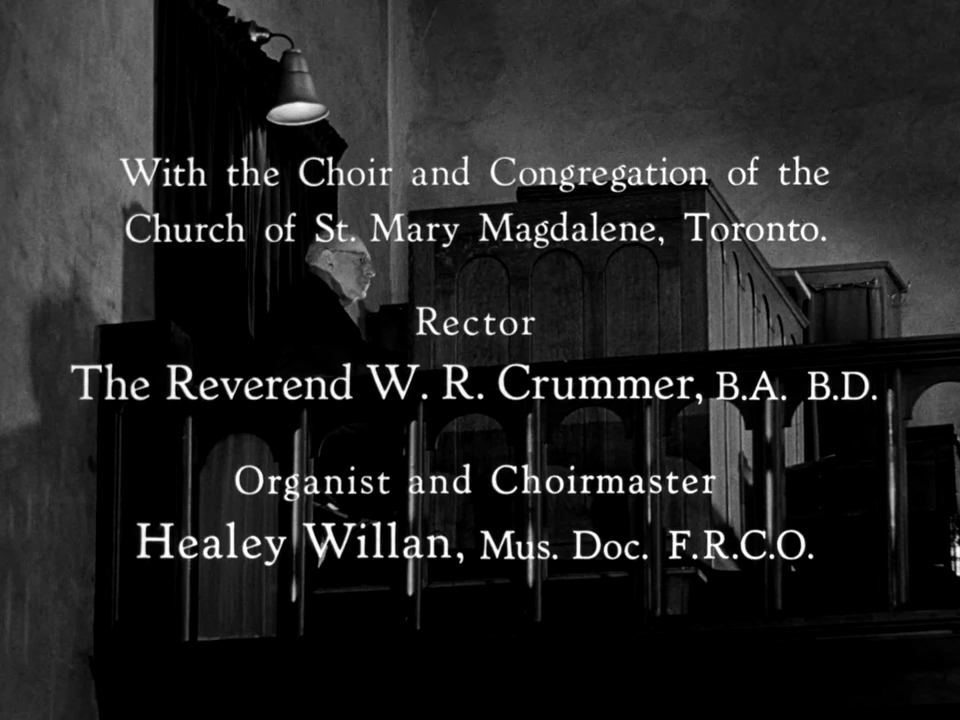 With the Choir and Congregation of the
Church of St. Mary Magdalene, Toronto.
Rector
The Reverend W. R. Crummer, B.A. B.D.
Organist and Choirmaster
Healey Willan, Mus. Doc. F.R.C.O.